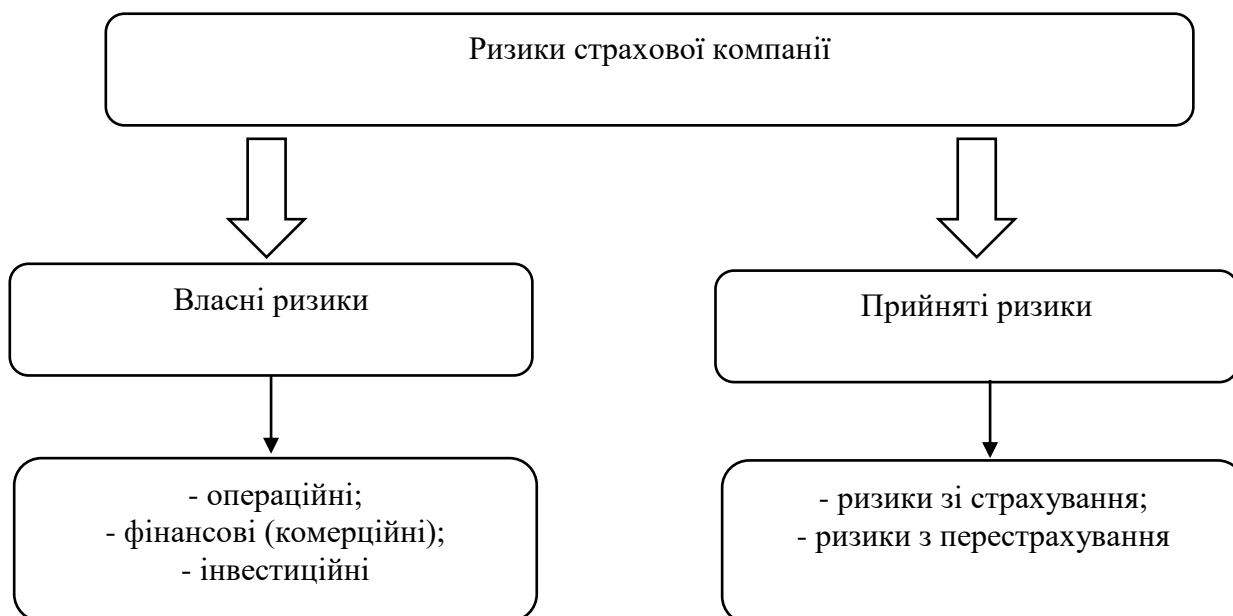 Ризики страхової компанії
Власні ризики
Прийняті ризики
- операційні;
- фінансові (комерційні);
- інвестиційні
- ризики зі страхування;
- ризики з перестрахування